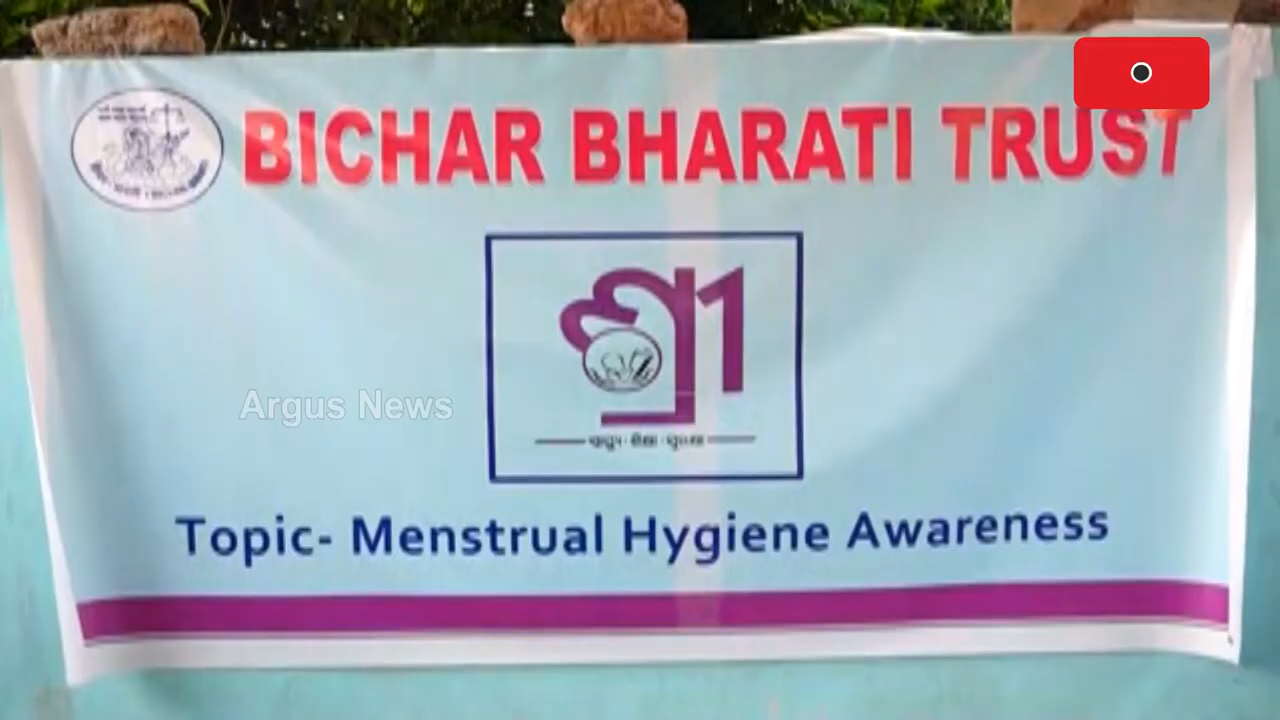 BICHAR BHARATI TRUST
Argus News
Topic- Menstrual Hygiene Awareness